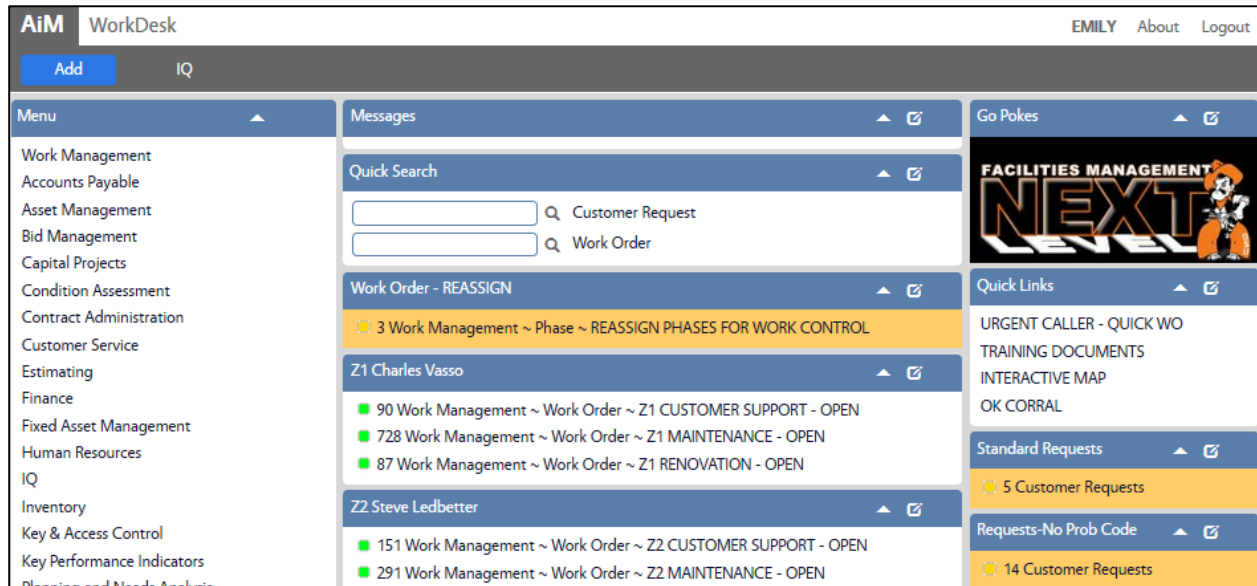 AiM WorkDesk EMILY About Logout
Add IQ
Menu
Work Management
Accounts Payable
Asset Management
Bid Management
Capital Projects
Condition Assessment
Contract Administration
Customer Service
Estimating
Finance
Fixed Asset Management
Human Resources
IQ
Inventory
Key & Access Control
Key Performance Indicators
Planning and Needs Analysis
Messages
Quick Search
Customer Request
Work Order
Work Order - REASSIGN
3 Work Management ~ Phase ~ REASSIGN PHASES FOR WORK CONTROL
Z1 Charles Vasso
90 Work Management ~ Work Order ~ Z1 CUSTOMER SUPPORT - OPEN
728 Work Management ~ Work Order ~ Z1 MAINTENANCE - OPEN
87 Work Management ~ Work Order ~ Z1 RENOVATION - OPEN
Z2 Steve Ledbetter
151 Work Management ~ Work Order ~ Z2 CUSTOMER SUPPORT - OPEN
291 Work Management ~ Work Order ~ Z2 MAINTENANCE - OPEN
Go Pokes
FACILITIES MANAGEMENT
NEXT
LEVEL
Quick Links
URGENT CALLER - QUICK WO
TRAINING DOCUMENTS
INTERACTIVE MAP
OK CORRAL
Standard Requests
5 Customer Requests
Requests-No Prob Code
14 Customer Requests